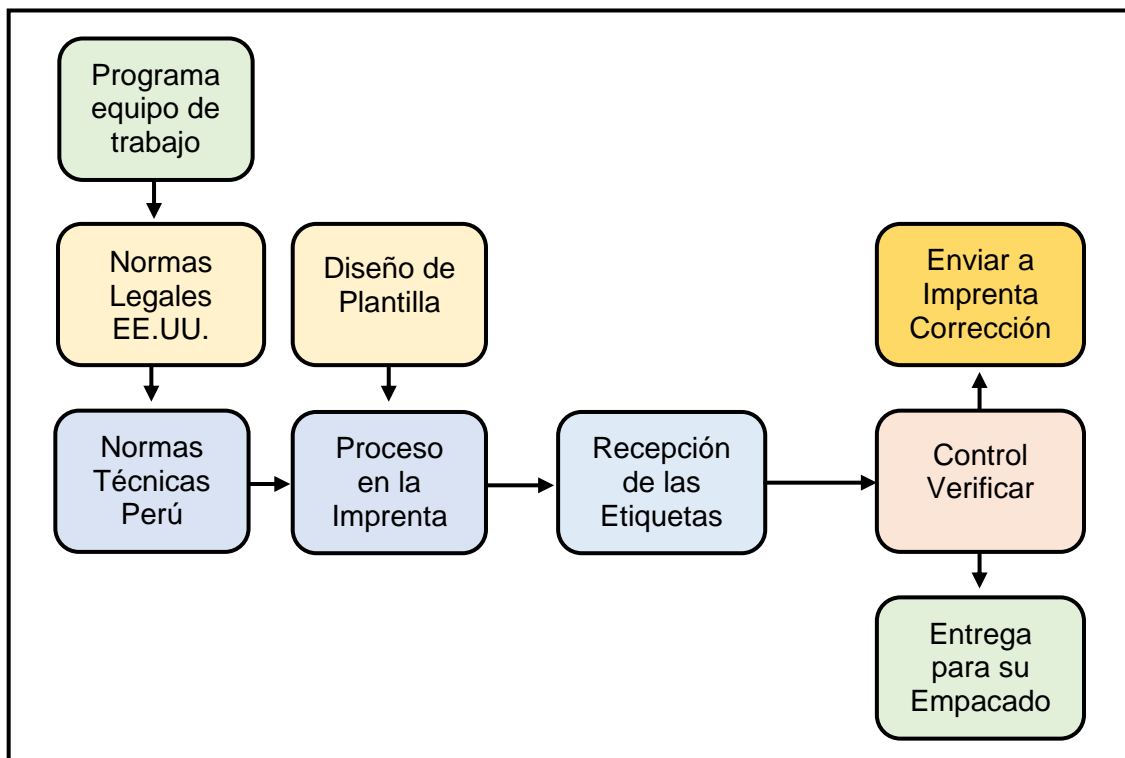 Programa
equipo de
trabajo
Normas
Legales
EE.UU.
Diseño de
Plantilla
Enviar a
Imprenta
Corrección
Normas
Técnicas
Perú
Proceso
en la
Imprenta
Recepción
de las
Etiquetas
Control
Verificar
Entrega
para su
Empacado